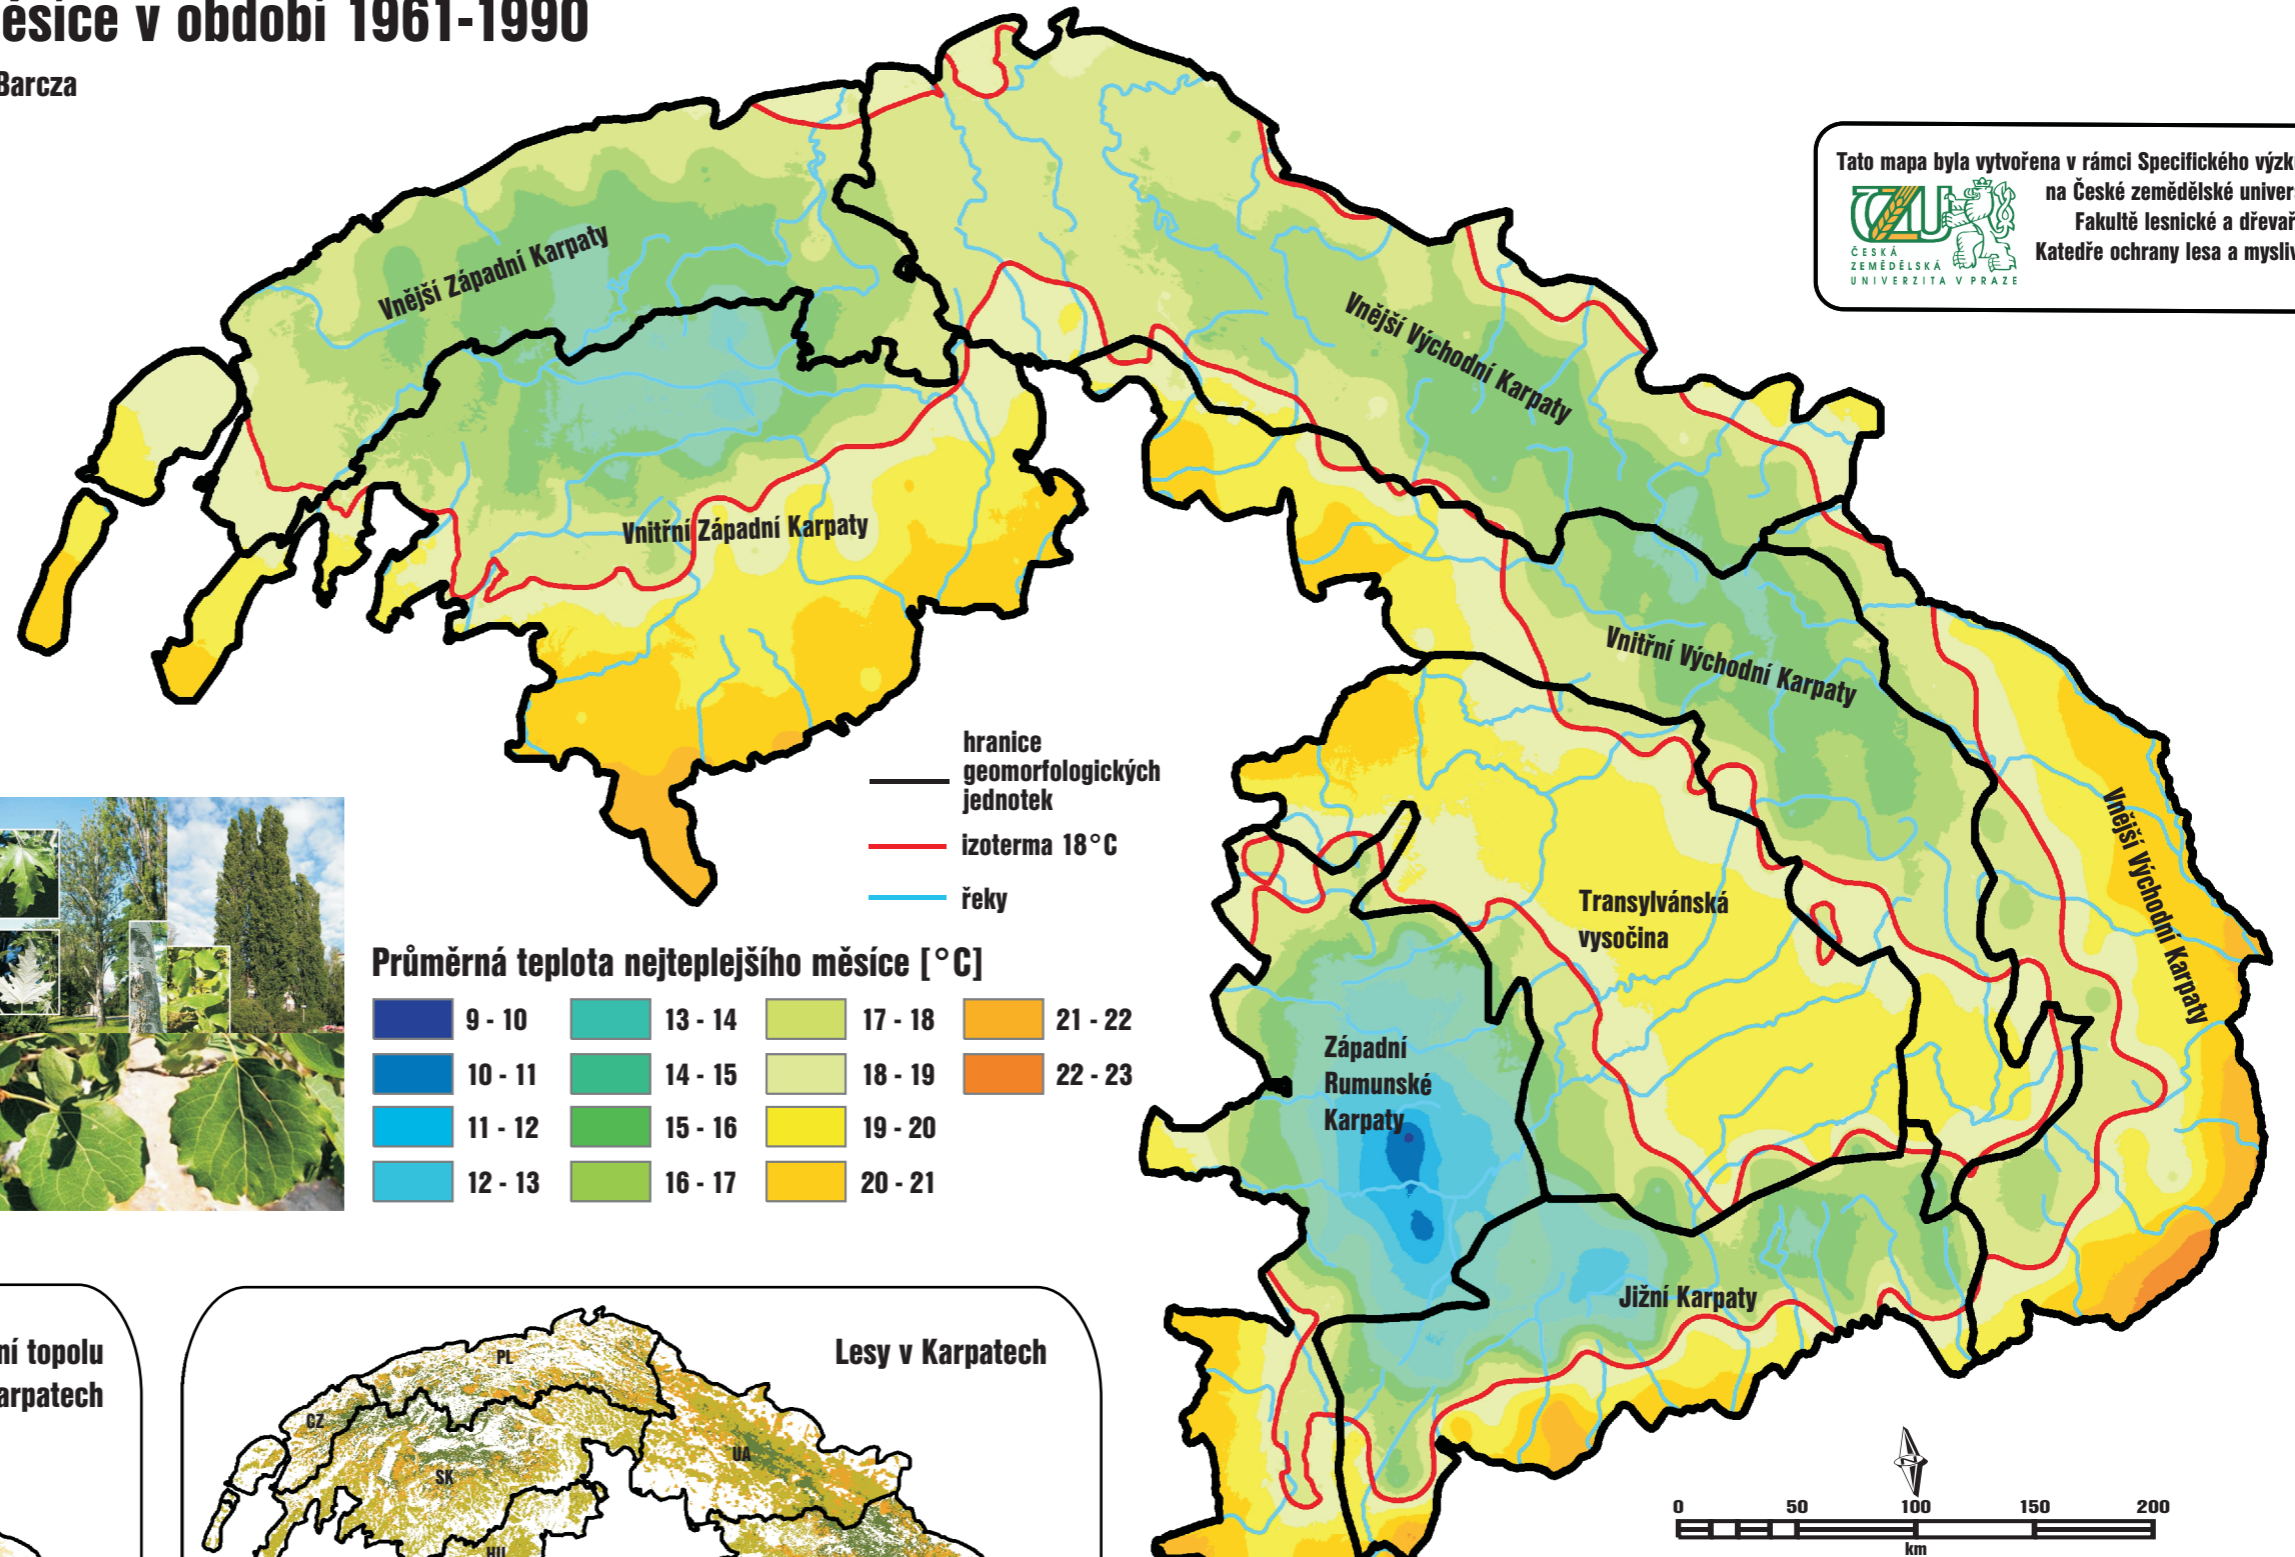 ěsíce v období 1961-1990
Barcza
Tato mapa byla vytvořena v rámci Specifického
na České zemědělské
Fakultě lesnické a
Katedře ochrany lesa a
ČZU
ČESKÁ
ZEMĚDĚLSKÁ
UNIVERZITA V PRAZE
Vnější Západní Karpaty
Vnitřní Západní Karpaty
Vnější Východní Karpaty
Vnitřní Východní Karpaty
Vnější Východní Karpaty
Transylvánská
vysočina
Západní
Rumunské
Karpaty
Jižní Karpaty
hranice
geomorfologických
jednotek
izoterma 18°C
řeky
Průměrná teplota nejteplejšího měsíce [°C]
9 - 10
10 - 11
11 - 12
12 - 13
13 - 14
14 - 15
15 - 16
16 - 17
17 - 18
18 - 19
19 - 20
20 - 21
21 - 22
22 - 23
ní topolu
arpatech
Lesy v Karpatech
PL
CZ
SK
UA
HU
0 50 100 150 200
km